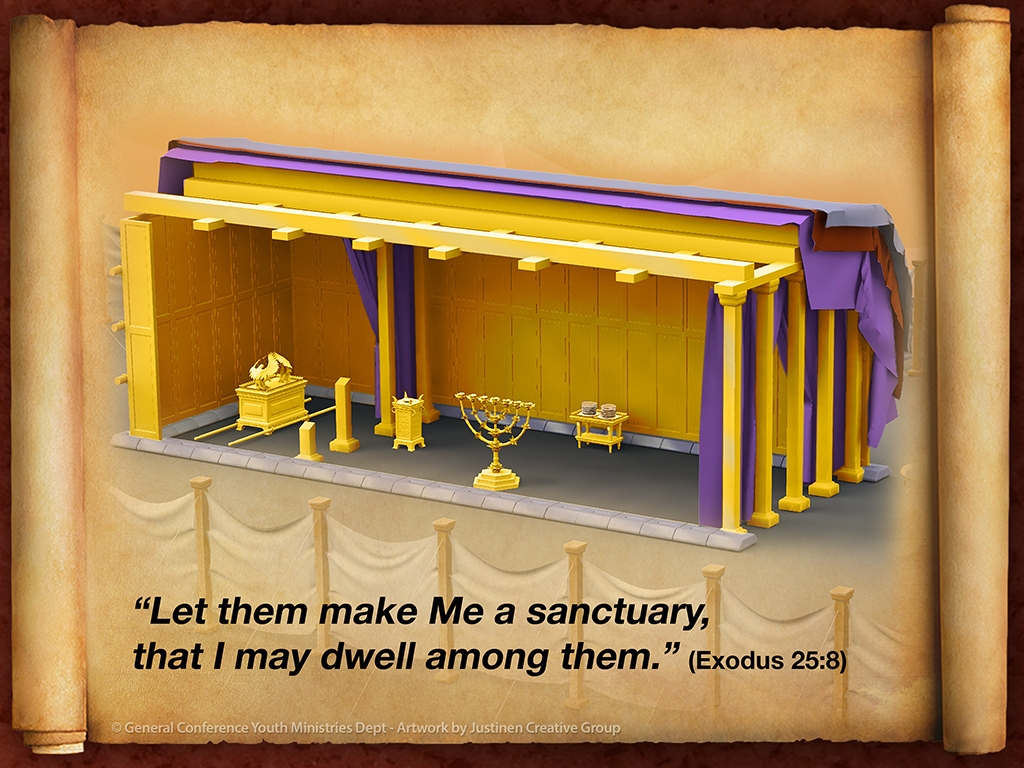 “Let them make Me a sanctuary,
that I may dwell among them.” (Exodus 25:8)
© General Conference Youth Ministries Dept - Artwork by Justinen Creative Group